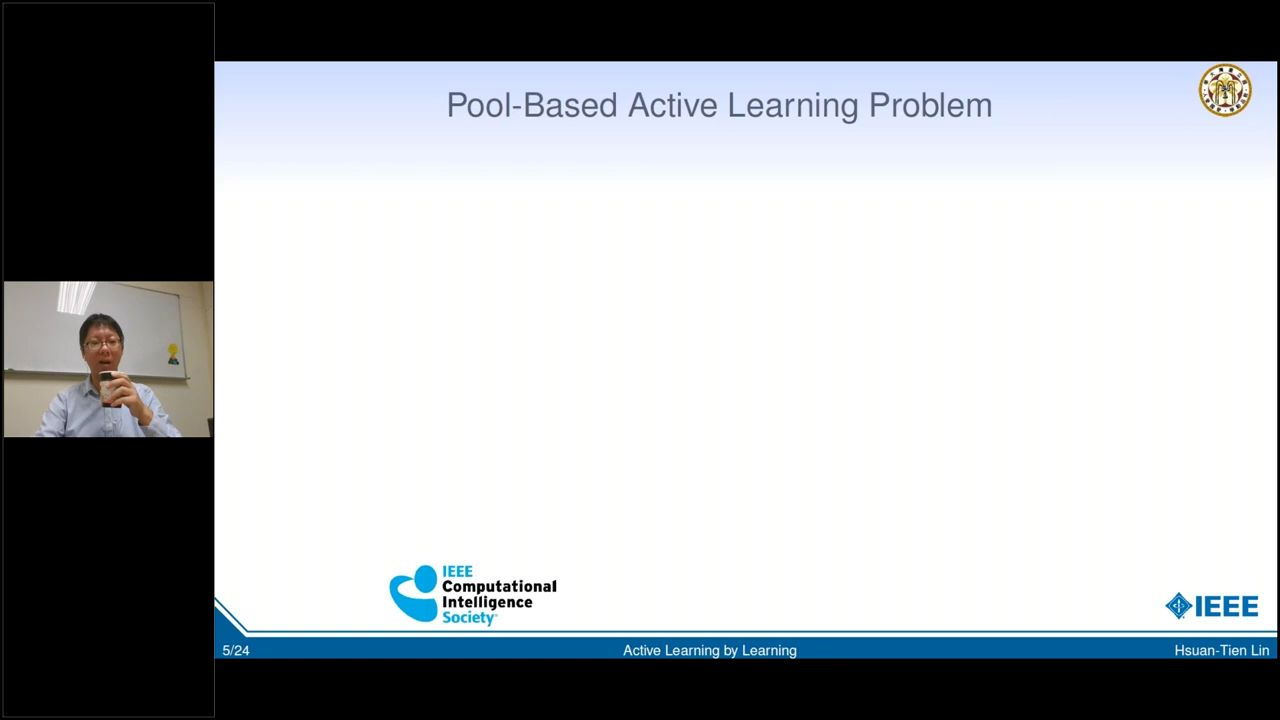 Pool-Based Active Learning Problem
IEEE
Computational
Intelligence
Society
IEEE
5/24
Active Learning by Learning
Hsuan-Tien Lin